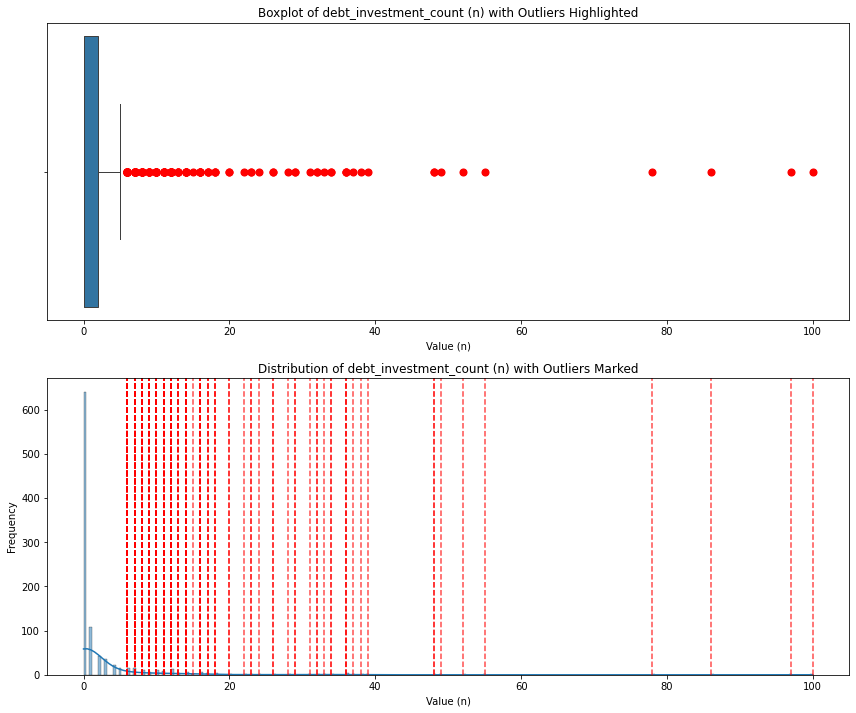 Boxplot of debt_investment_count (n) with Outliers Highlighted
0 20 40 60 80 100
Value (n)
Distribution of debt_investment_count (n) with Outliers Marked
600
500
400
300
200
100
0
Frequency
0 20 40 60 80 100
Value (n)